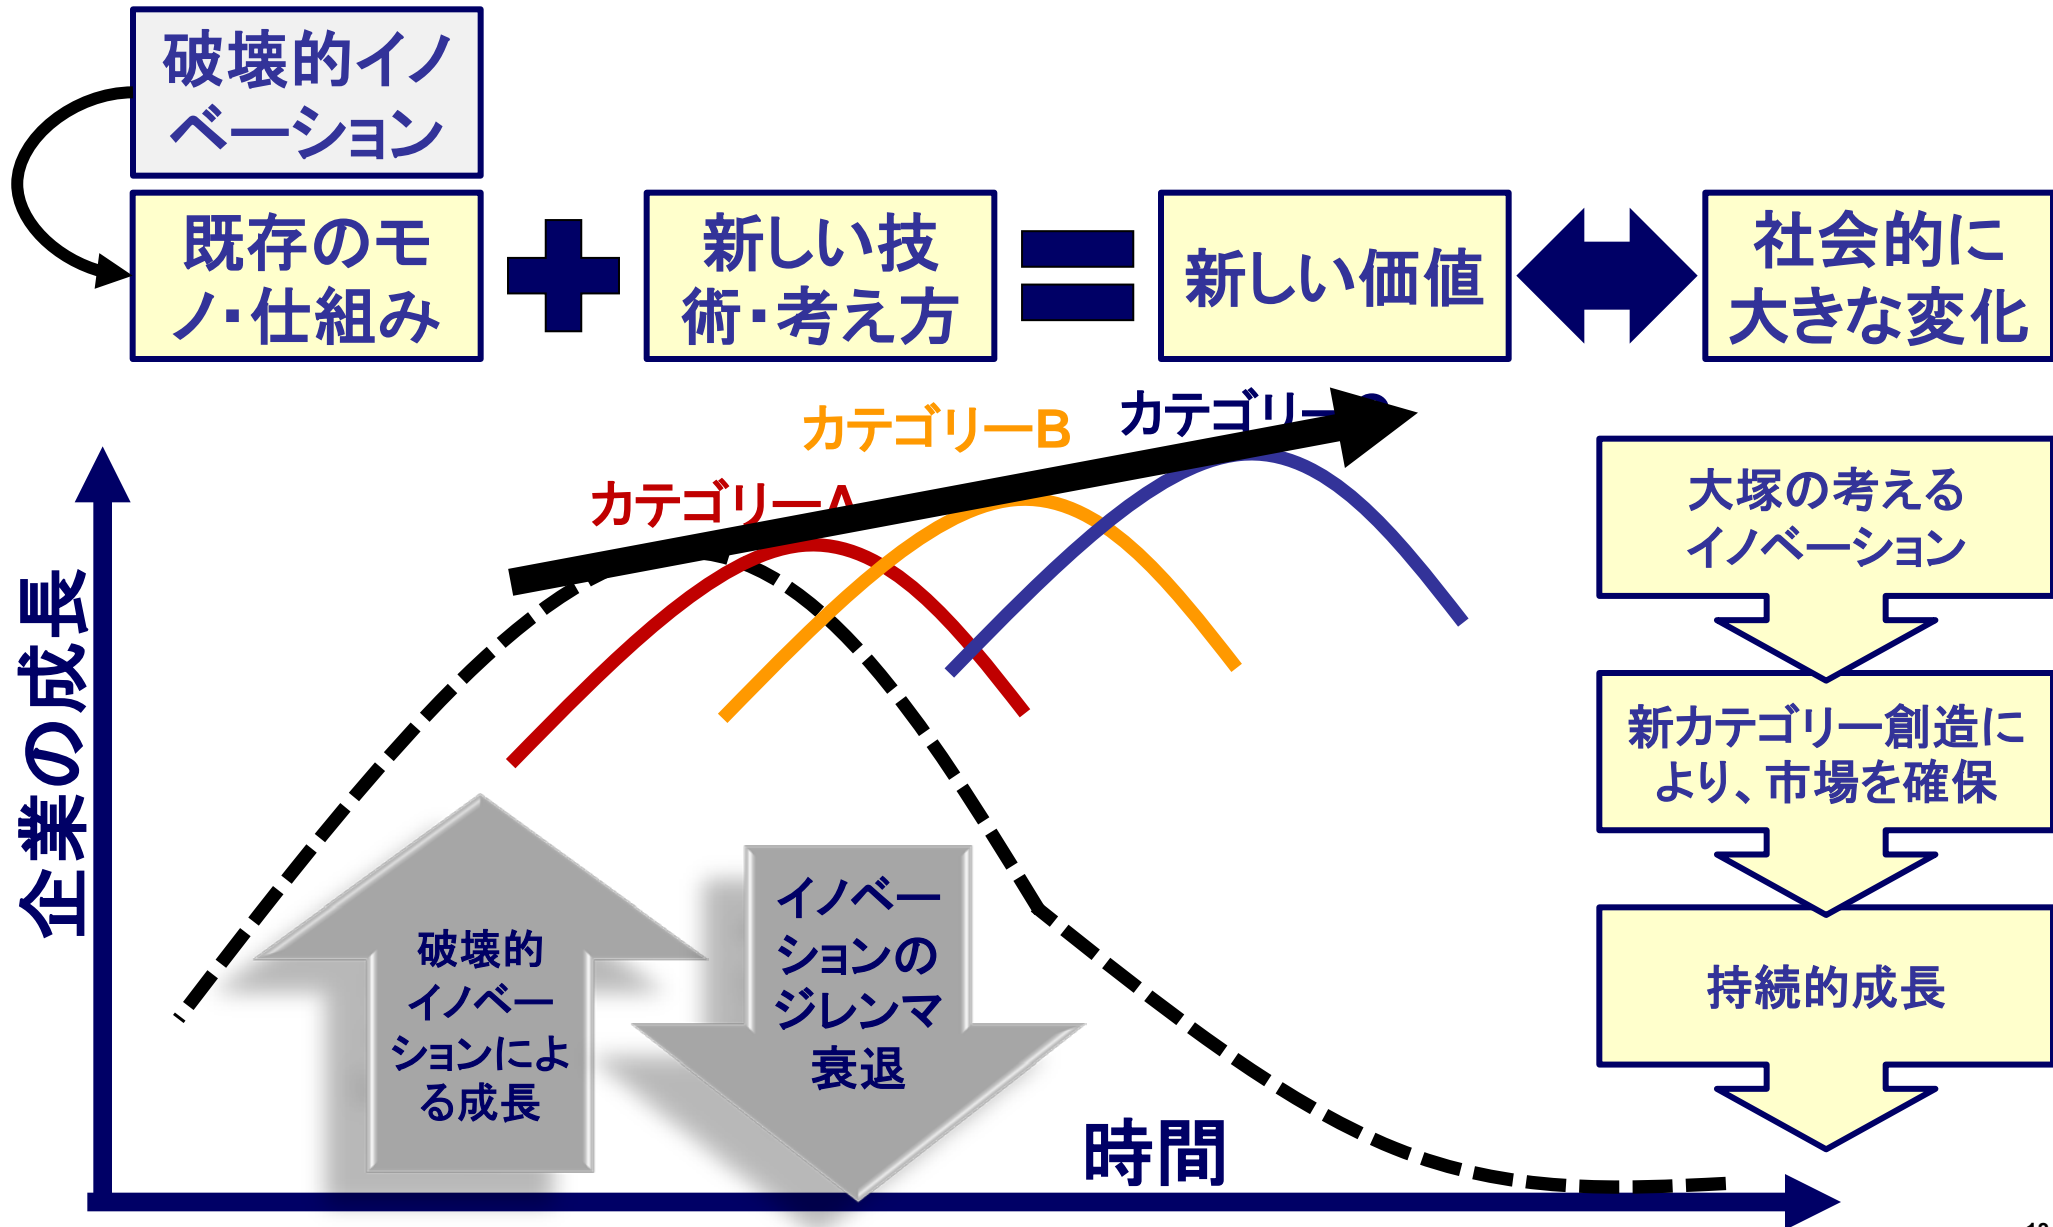 破壊的イノ
ベーション
既存のモ
ノ・仕組み
新しい技
術・考え方
新しい価値
社会的に
大きな変化
カテゴリーA
カテゴリーB
カテゴリー
企業の成長
破壊的
イノベー
ションによ
る成長
イノベー
ションの
ジレンマ
衰退
時間
大塚の考える
イノベーション
新カテゴリー創造に
より、市場を確保
持続的成長